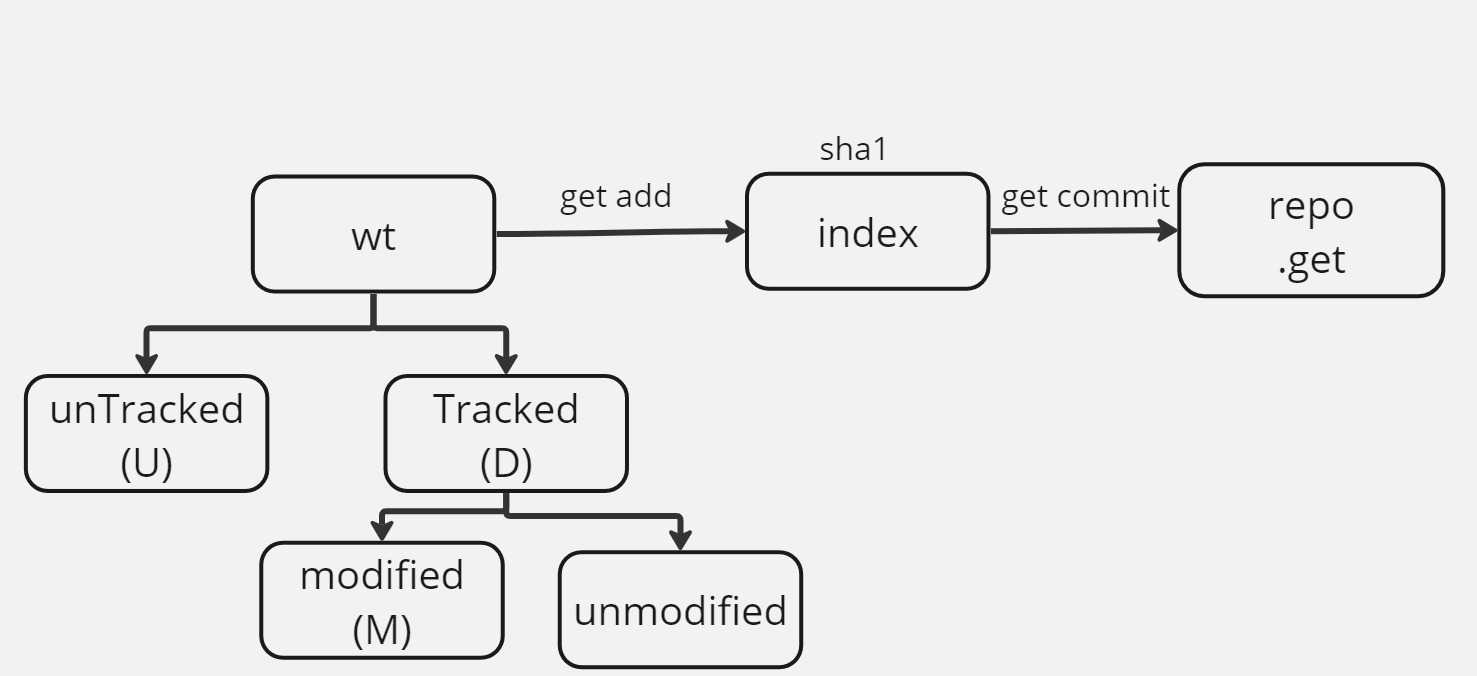 sha1
get add
get commit
wt
index
repo
.get
unTracked
(U)
Tracked
(D)
modified
(M)
unmodified